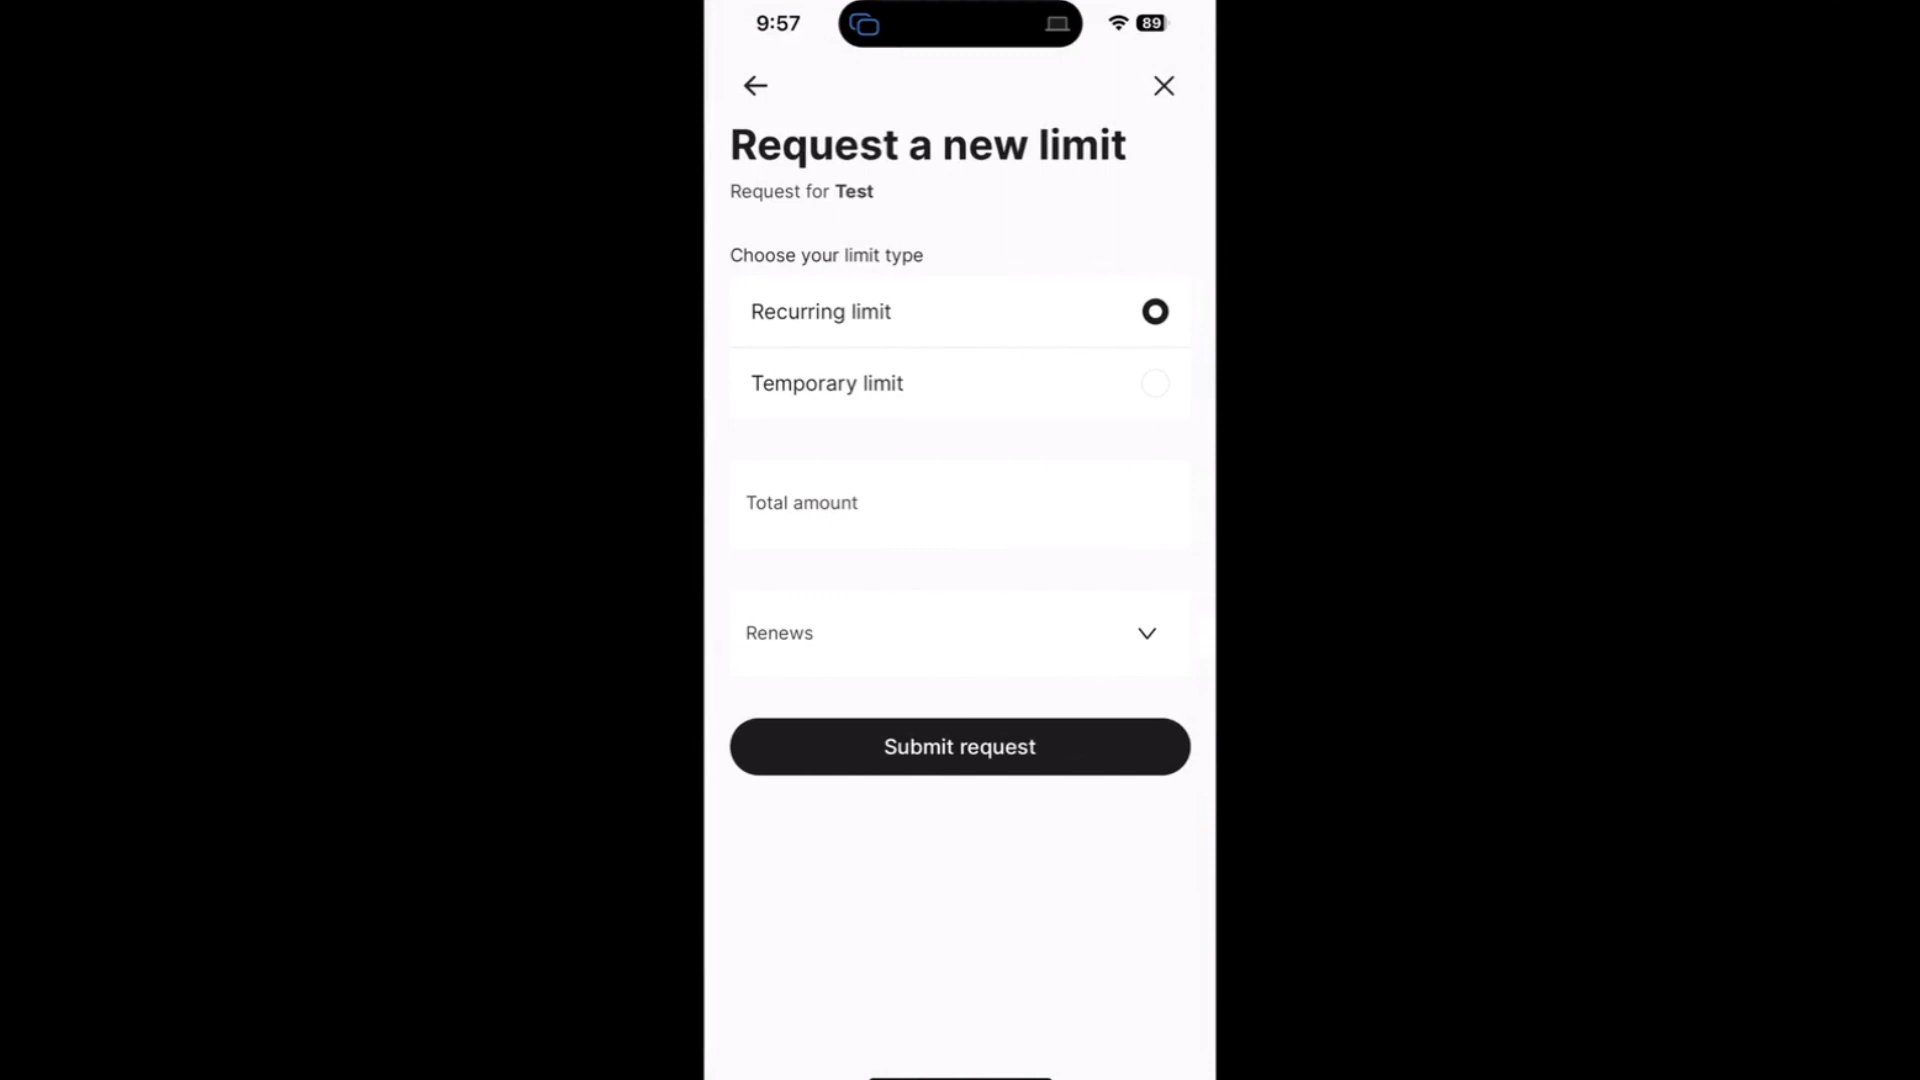 9:57
89
Request a new limit
Request for Test
Choose your limit type
Recurring limit
Temporary limit
Total amount
Renews
Submit request